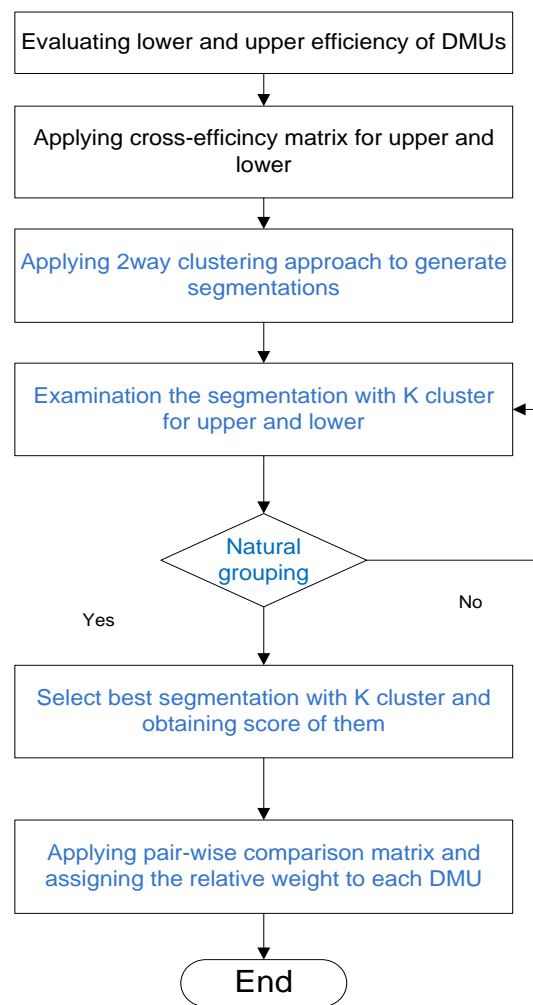 Evaluating lower and upper efficiency of DMUs
Applying cross-efficincy matrix for upper and
lower
Applying 2way clustering approach to generate
segmentations
Examination the segmentation with K cluster
for upper and lower
Natural
grouping
No
Yes
Select best segmentation with K cluster and
obtaining score of them
Applying pair-wise comparison matrix and
assigning the relative weight to each DMU
End